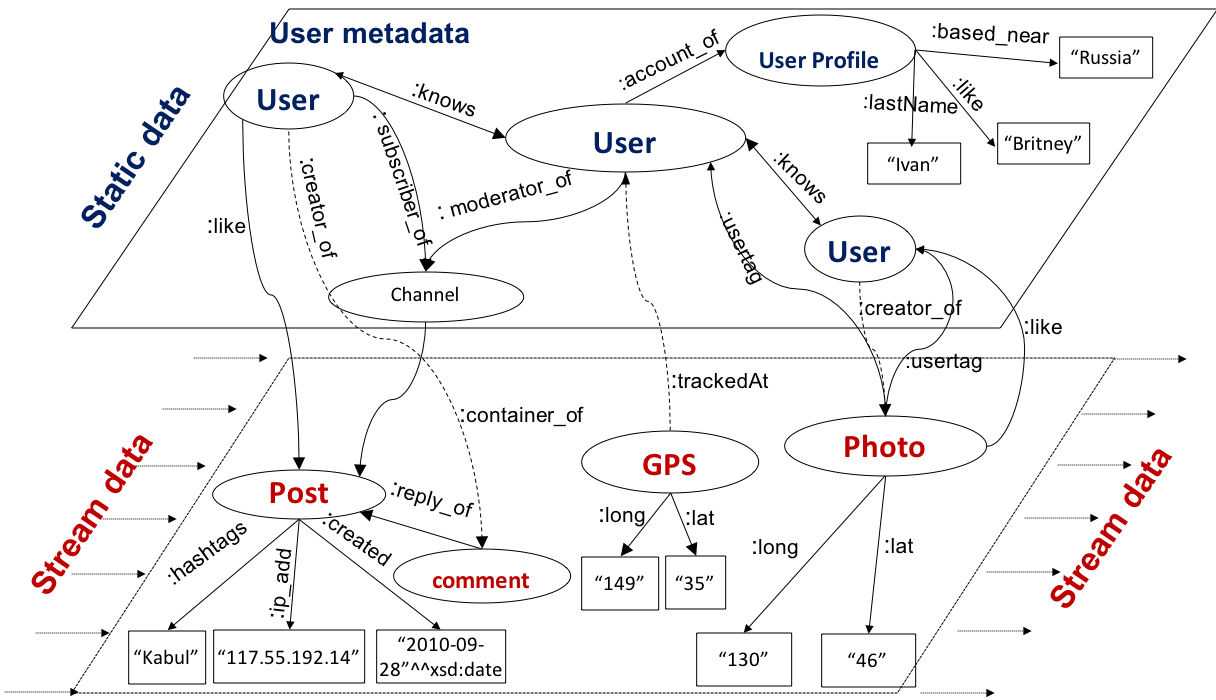 User metadata
:based_near
"Russia"
:account_of
User Profile
:like
:lastName
"Britney"
"Ivan"
User
:knows
User
: subscriber_of
:creator_of
: moderator_of
:knows
Static data
:like
:usertag
User
Channel
:creator_of
:like
:usertag
:trackedAt
:container_of
Photo
GPS
Stream data
Post
:reply_of
:created
:hashtags
:ip_add
comment
:long
:lat
"149"
"35"
:long
:lat
Stream data
"Kabul"
"117.55.192.14"
"2010-09-
28"^^xsd:date
"130"
"46"